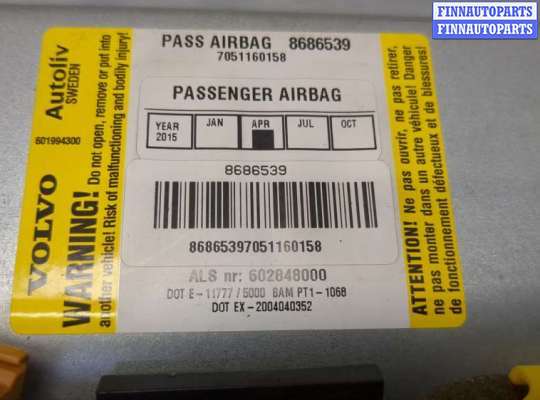 FINNAUTOPARTS
FINNAUTOPARTS
PASS AIRBAG 8686539
7051160158
PASSENGER AIRBAG
YEAR
2015
JAN
APR
JUL
OCT
8686539
86865397051160158
ALS nr: 602848000
DOT E-11777/5000 BAM PT1-1068
DOT EX-2004040352
Autoliv
SWEDEN
601994300
VOLVO
WARNING! Do not open, remove or put into
another vehicle! Risk of malfunctioning and bodily injury!
ATTENTION! Ne pas ouvrir, ne pas retirer,
ne pas monter dans un autre véhicule! Danger
de fonctionnement défectueux et de blessures!